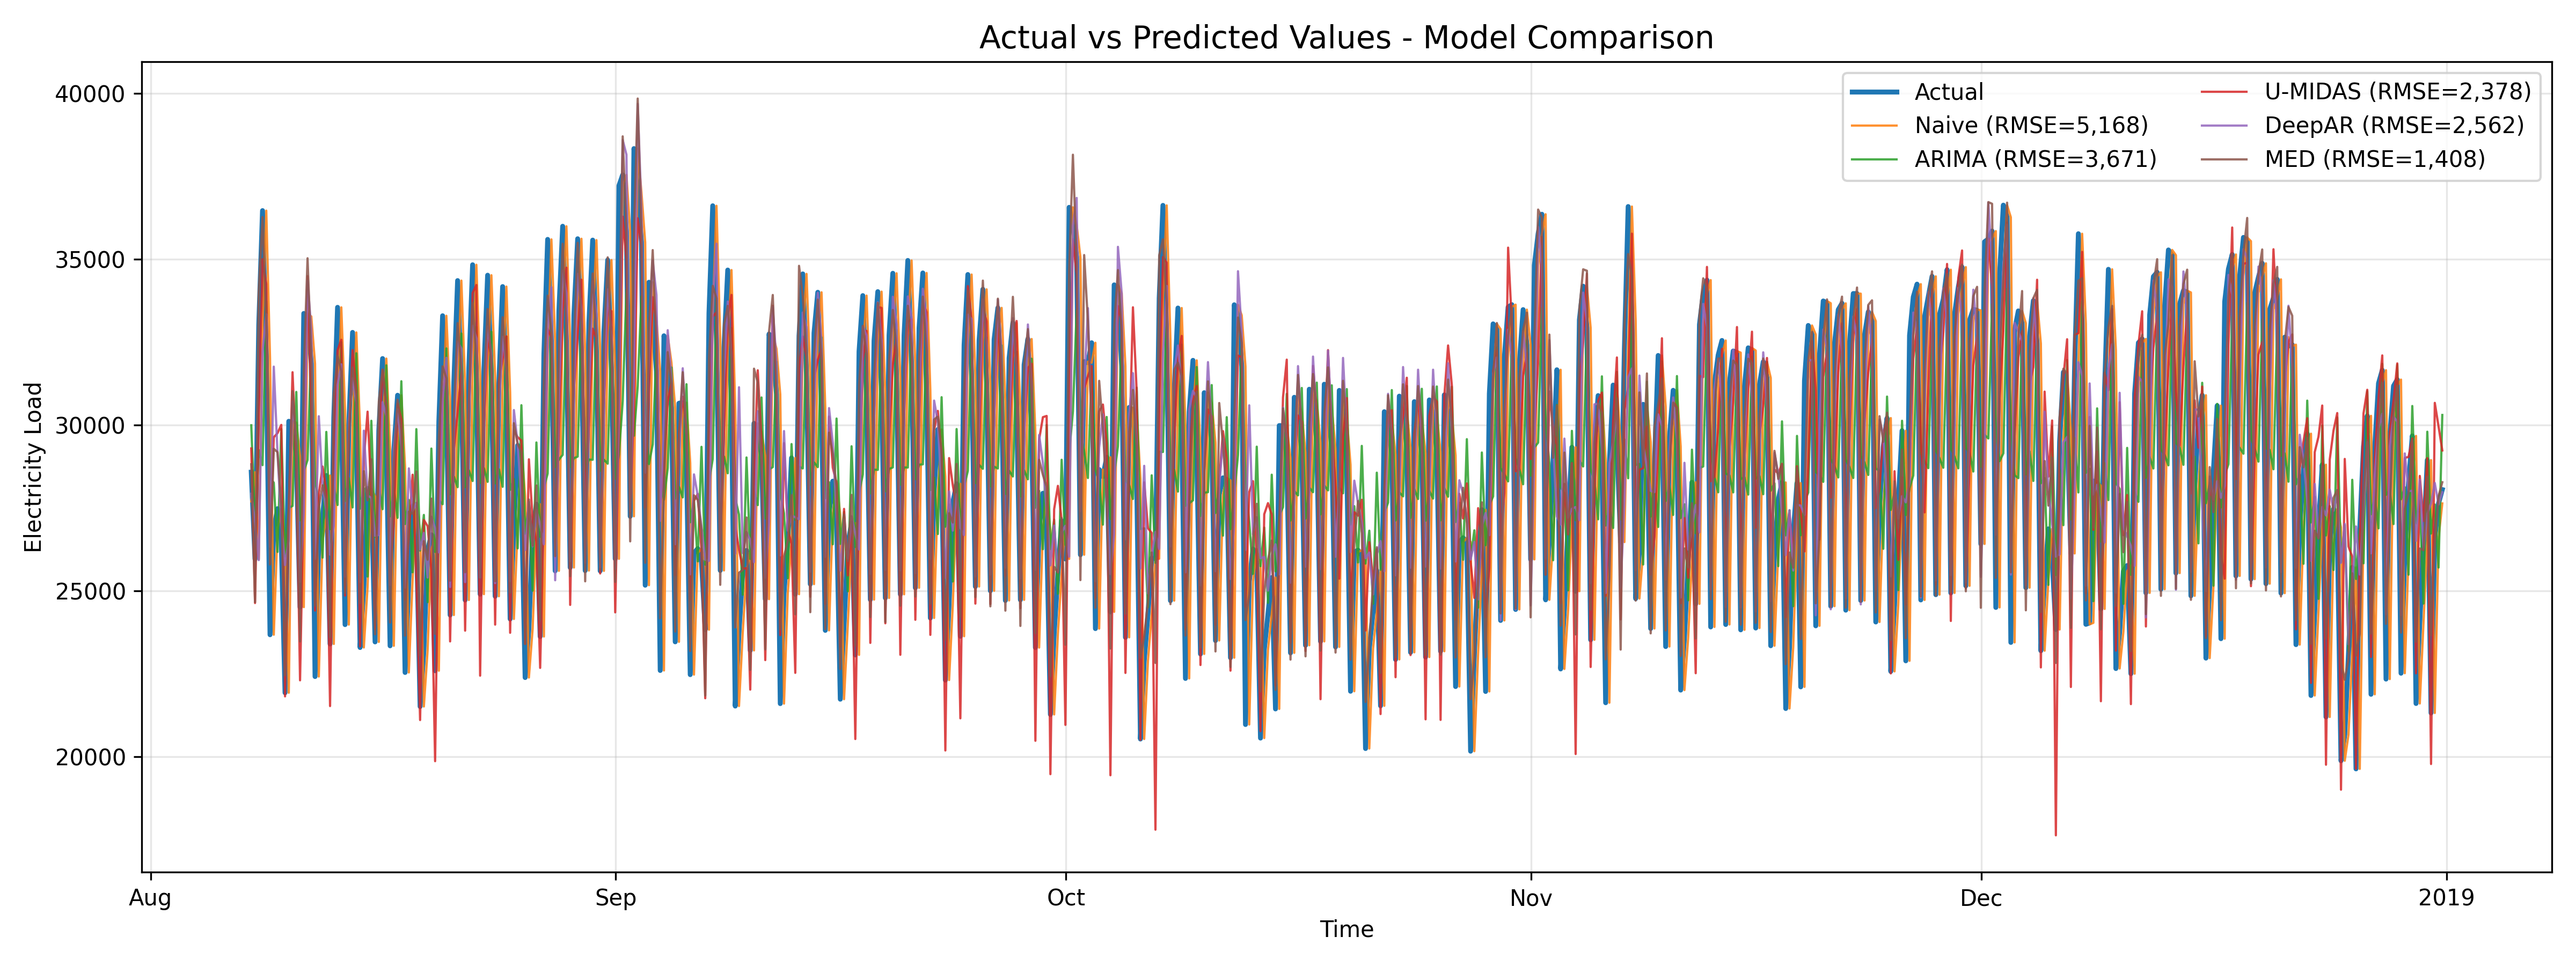 Actual vs Predicted Values - Model Comparison
Electricity Load
40000
35000
30000
25000
20000
Actual
Naive (RMSE=5,168)
ARIMA (RMSE=3,671)
U-MIDAS (RMSE=2,378)
DeepAR (RMSE=2,562)
MED (RMSE=1,408)
Aug
Sep
Oct
Nov
Dec
2019
Time